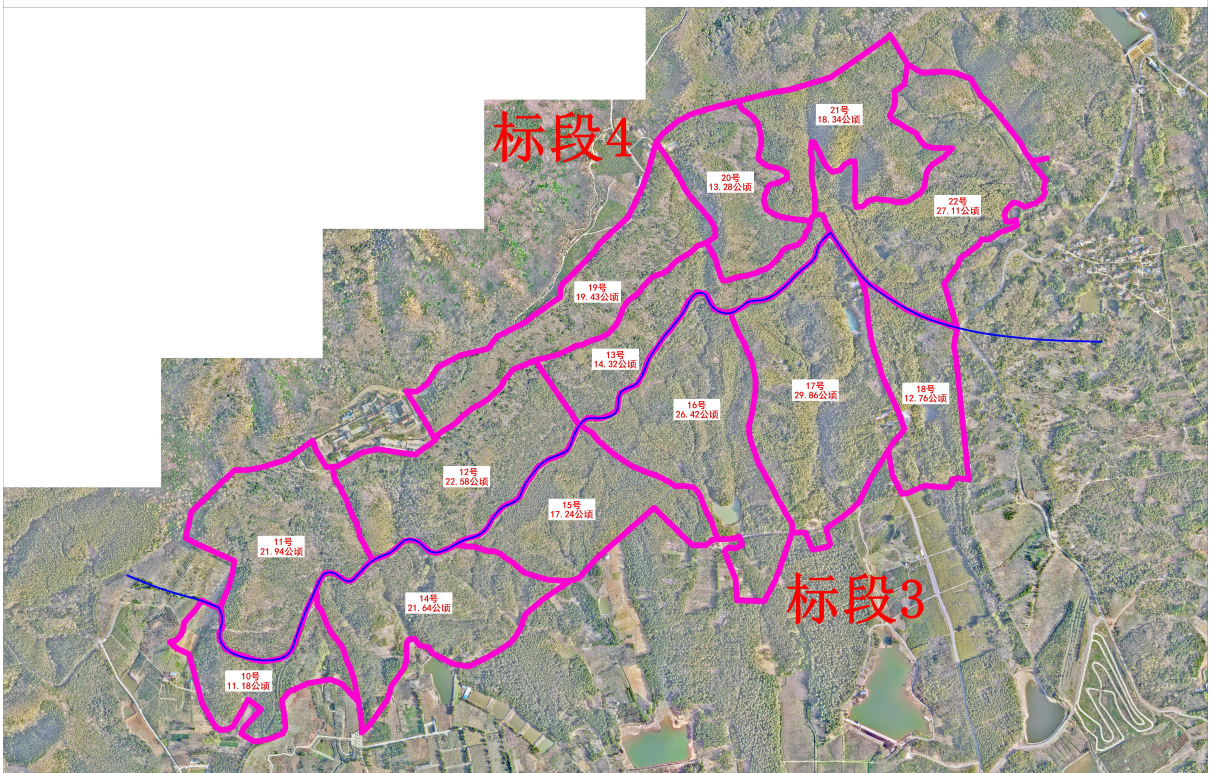 标段4
21号
18.34公顷
20号
13.28公顷
22号
27.11公顷
19号
19.43公顷
13号
14.32公顷
17号
29.86公顷
18号
12.76公顷
16号
26.42公顷
12号
22.58公顷
15号
17.24公顷
11号
21.94公顷
标段3
14号
21.64公顷
10号
11.18公顷